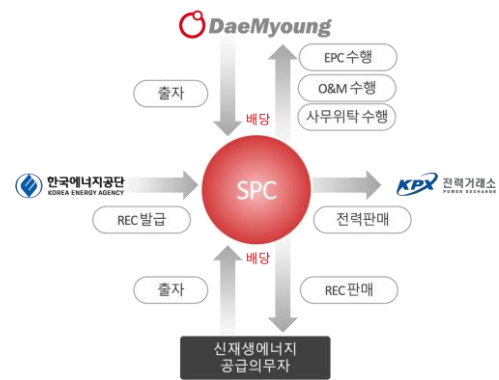 DaeMyoung
EPC 수행
O&M 수행
사무위탁 수행
출자
배당
한국에너지공단
KOREA ENERGY AGENCY
SPC
KPX 전력거래소
POWER EXCHANGE
REC 발급
전력판매
배당
출자
REC 판매
신재생에너지
공급의무자